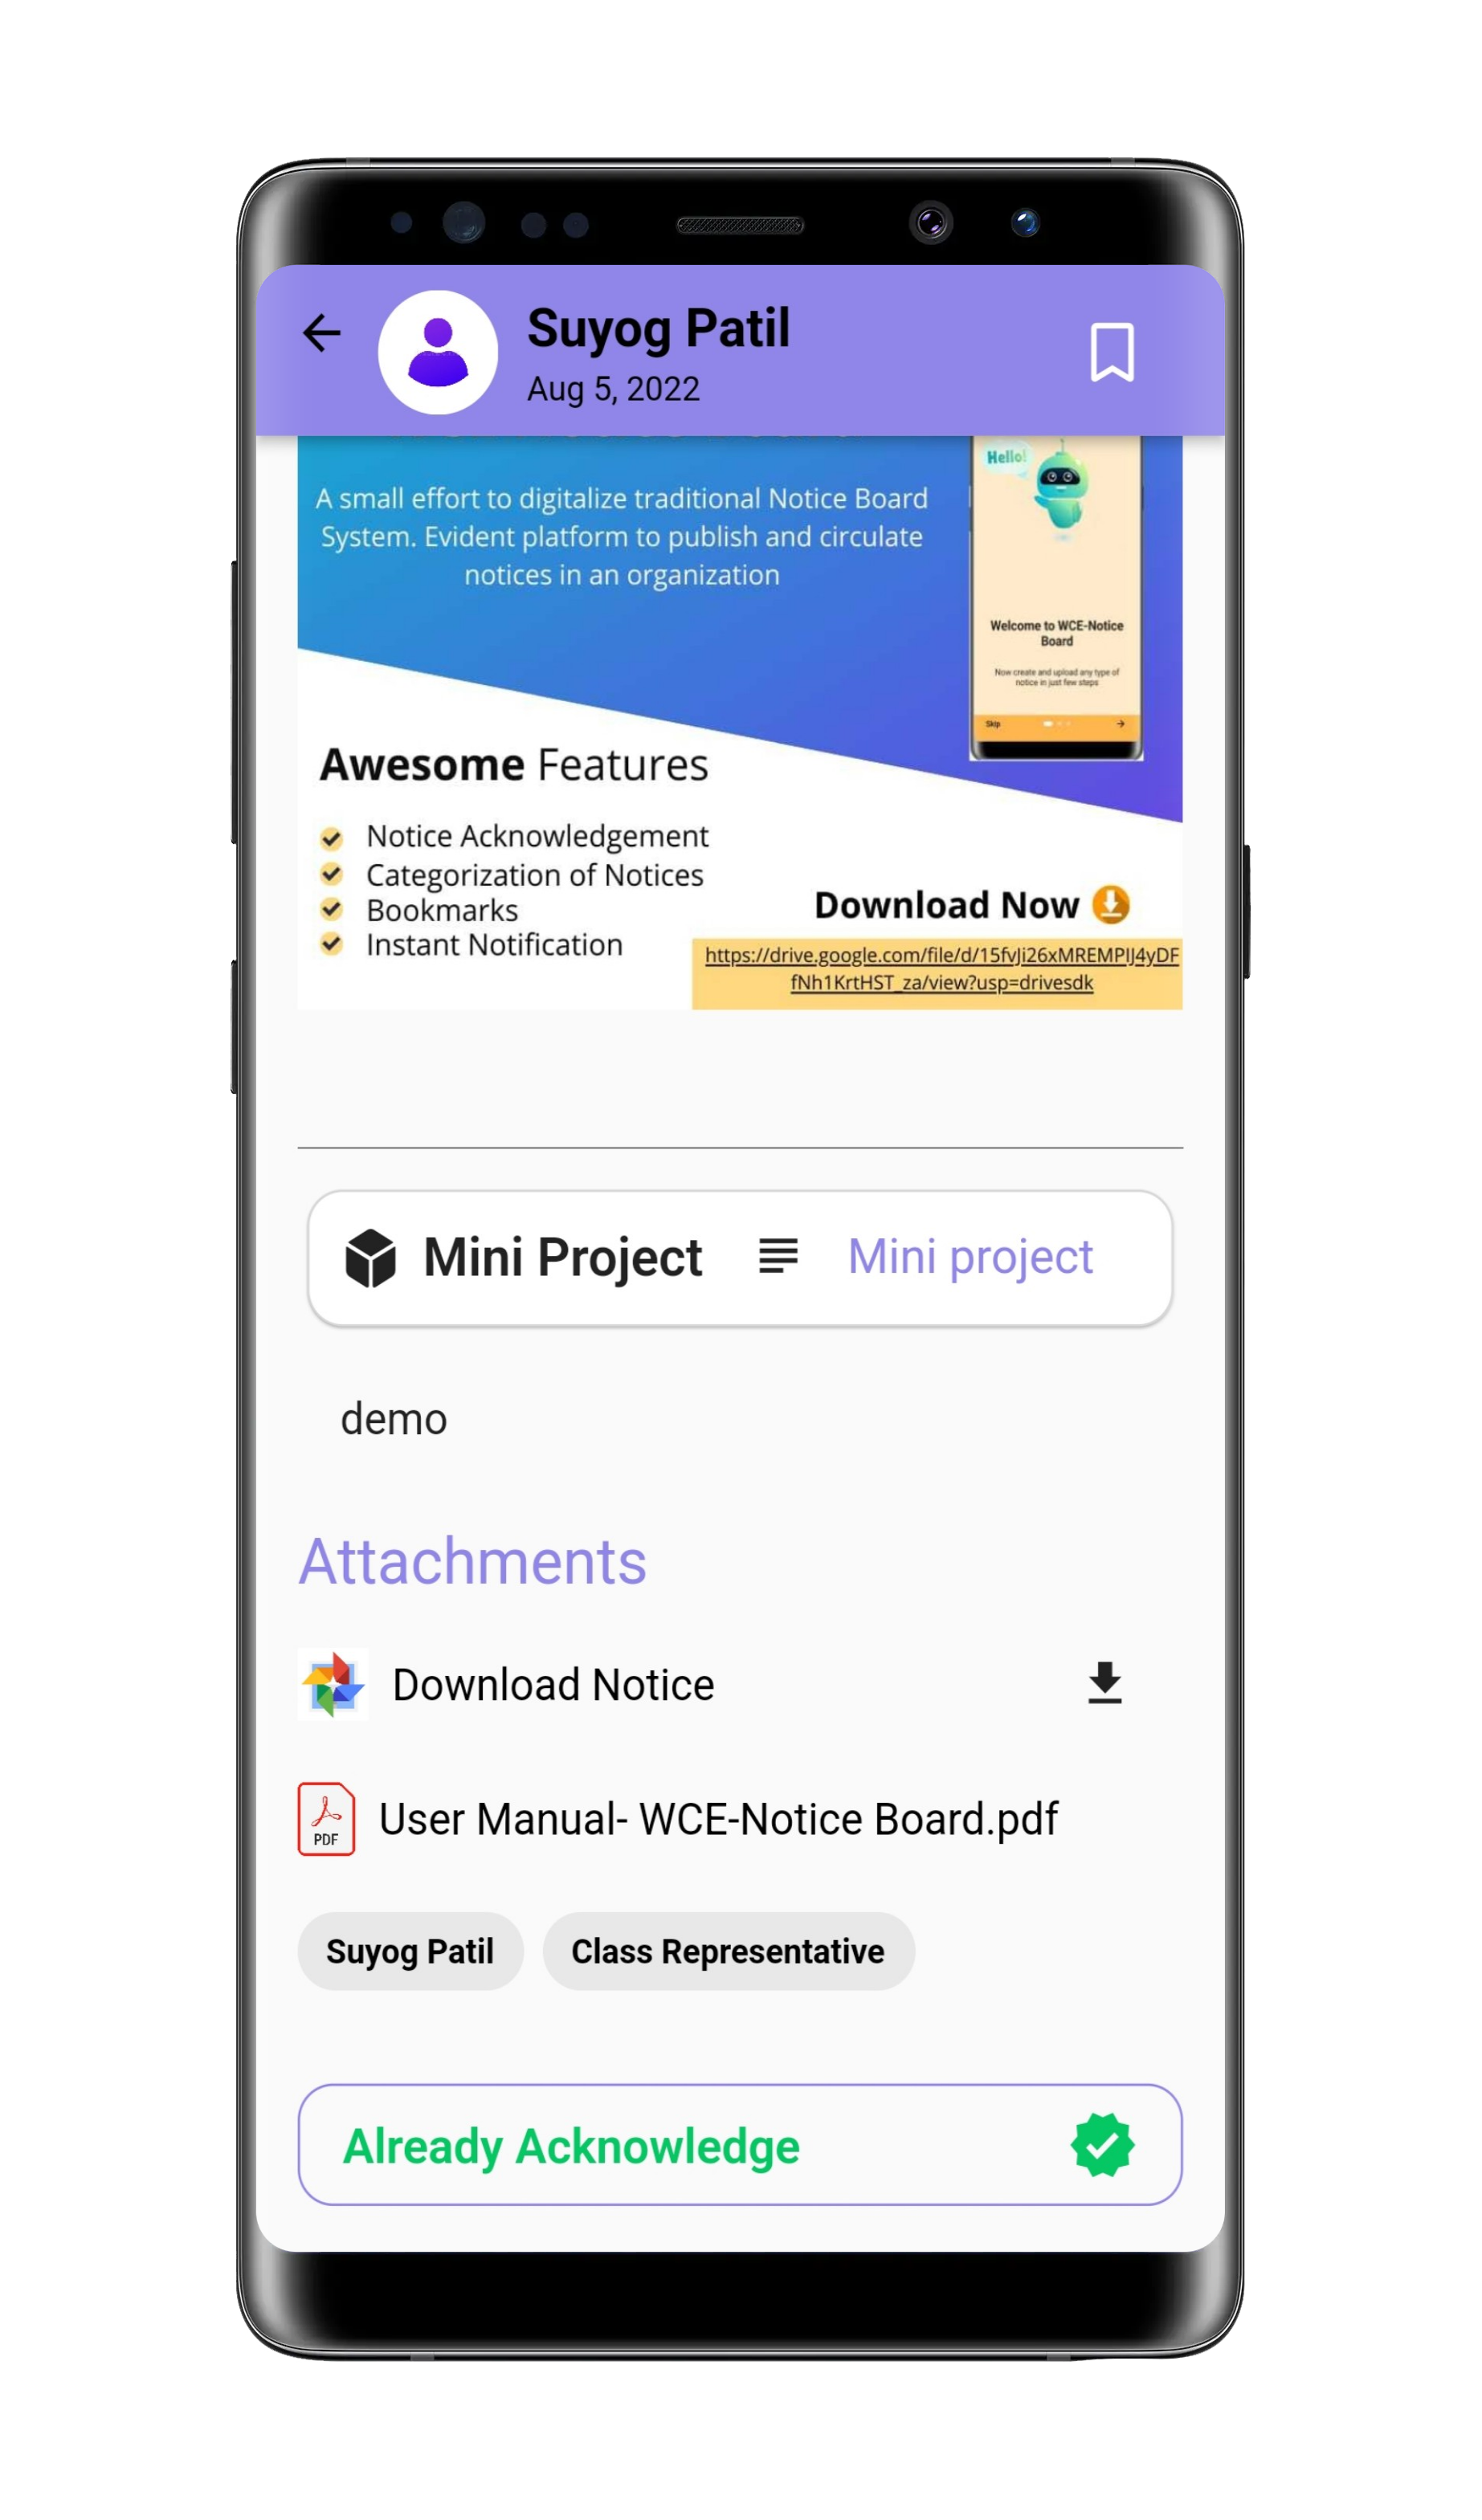 Suyog Patil
Aug 5, 2022
A small effort to digitalize traditional Notice Board
System. Evident platform to publish and circulate
notices in an organization
Hello!
Welcome to WCE-Notice
Board
Now create and upload any type of
notice in just few steps
Skip
Awesome Features
Notice Acknowledgement
Categorization of Notices
Bookmarks
Instant Notification
Download Now
https://drive.google.com/file/d/15fvJi26xMREMPIJ4yDF
fNh1KrtHST_za/view?usp=drivesdk
Mini Project Mini project
demo
Attachments
Download Notice
PDF
User Manual- WCE-Notice Board.pdf
Suyog Patil Class Representative
Already Acknowledge